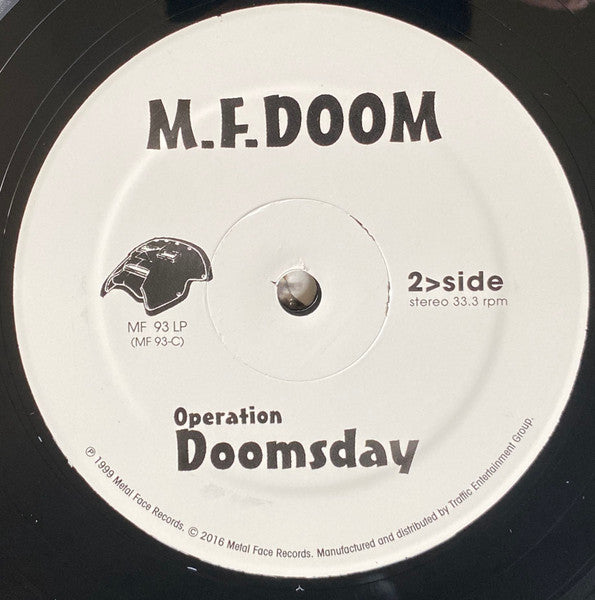 M.F.DOOM
2>side
stereo 33.3 rpm
MF 93 LP
(MF 93-C)
Operation
Doomsday
℗ 1999 Metal Face Records. © 2016 Metal Face Records. Manufactured and distributed by Traffic Entertainment Group.